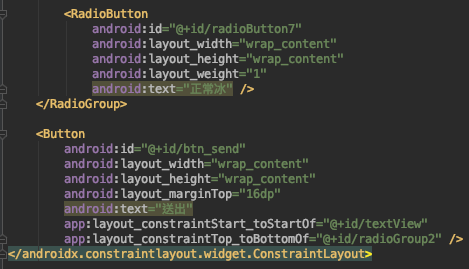 <RadioButton
android:id="@+id/radioButton7"
android:layout_width="wrap_content"
android:layout_height="wrap_content"
android:layout_weight="1"
android:text="正常冰" />
</RadioGroup>
<Button
android:id="@+id/btn_send"
android:layout_width="wrap_content"
android:layout_height="wrap_content"
android:layout_marginTop="16dp"
android:text="送出"
app:layout_constraintStart_toStartOf="@+id/textView"
app:layout_constraintTop_toBottomOf="@+id/radioGroup2" />
</androidx.constraintlayout.widget.ConstraintLayout>